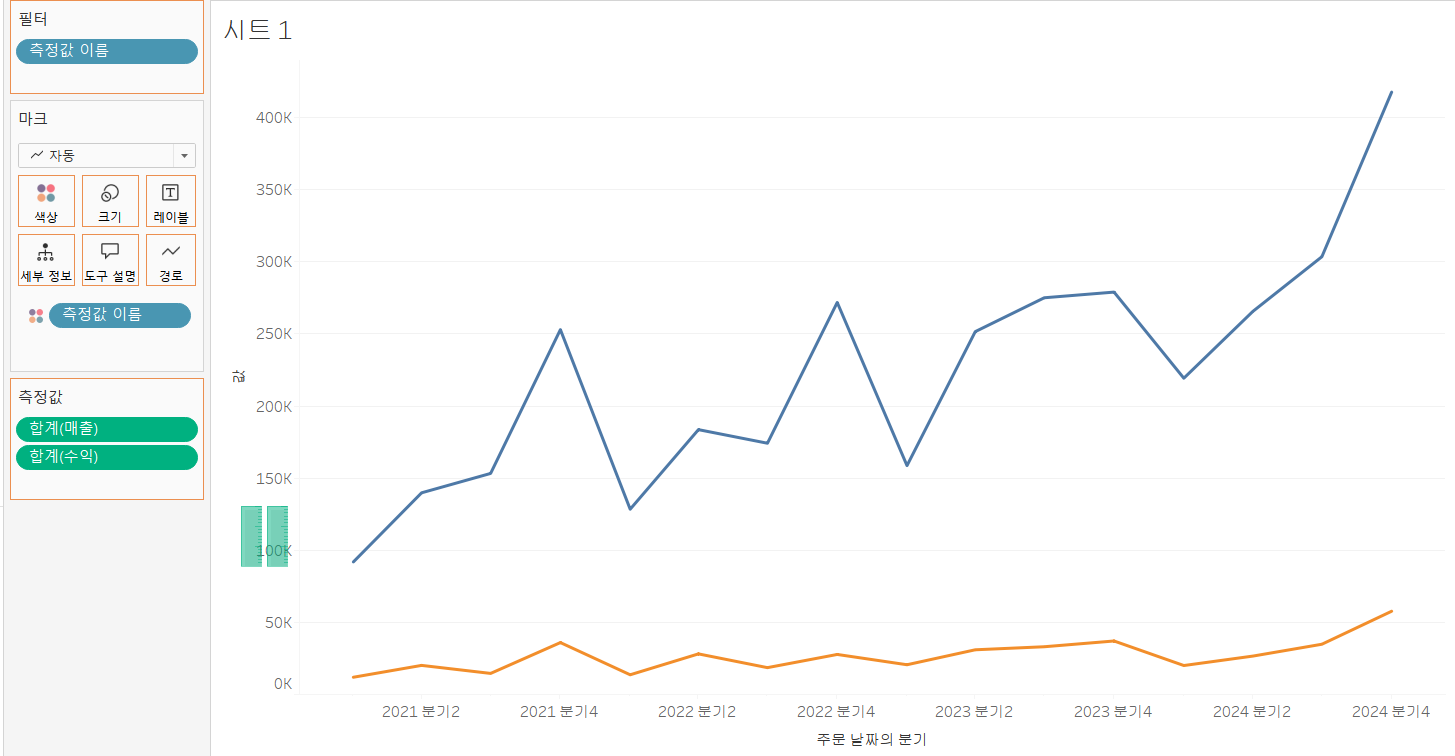 필터
측정값 이름
마크
자동
색상
크기
레이블
세부 정보
도구 설명
경로
측정값 이름
측정값
합계(매출)
합계(수익)
시트 1
400K
350K
300K
250K
200K
150K
100K
50K
0K
값
2021 분기2
2021 분기4
2022 분기2
2022 분기4
2023 분기2
2023 분기4
2024 분기2
2024 분기4
주문 날짜의 분기